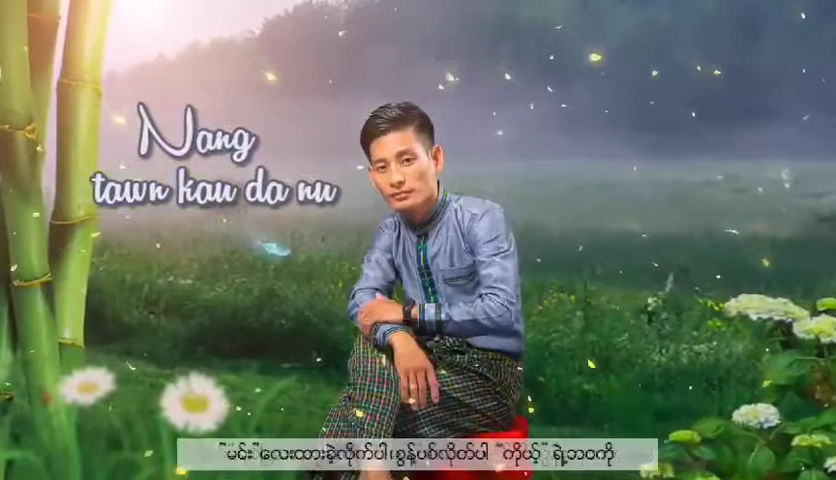 Nang
tawn kau da nu
"မင်း"လေးထားခဲ့လိုက်ပါ စွန့်ပစ်လိုက်ပါ "ကိုယ့်"ရဲ့ဘဝကို